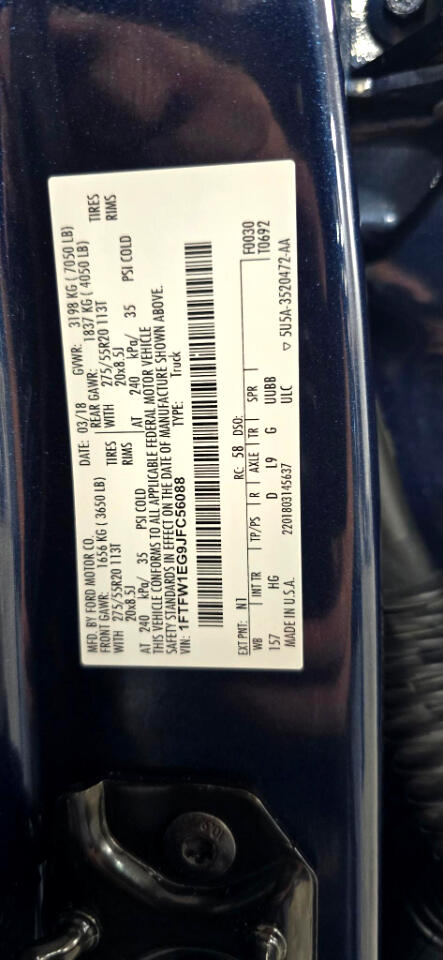 MFD. BY FORD MOTOR CO. DATE: 03/18 GVWR: 3198 KG ( 7050 LB)
FRONT GAWR: 1656 KG ( 3650 LB) REAR GAWR: 1837 KG ( 4050 LB)
WITH 275/55R20 113T TIRES WITH 275/55R20 113T TIRES
20x8.5J RIMS 20x8.5J RIMS
AT 240 kPa/ 35 PSI COLD AT 240 kPa/ 35 PSI COLD
THIS VEHICLE CONFORMS TO ALL APPLICABLE FEDERAL MOTOR VEHICLE
SAFETY STANDARDS IN EFFECT ON THE DATE OF MANUFACTURE SHOWN ABOVE.
VIN: 1FTFW1EG9JFC56088 TYPE: Truck
F0030
T0692
EXT PNT: N1 RC: 58 DSO:
WB INT TR TP/PS R AXLE TR SPR
157 HG D L9 G UUBB
MADE IN U.S.A. 2201803145637 ULC ▽ 5U5A-3520472-AA